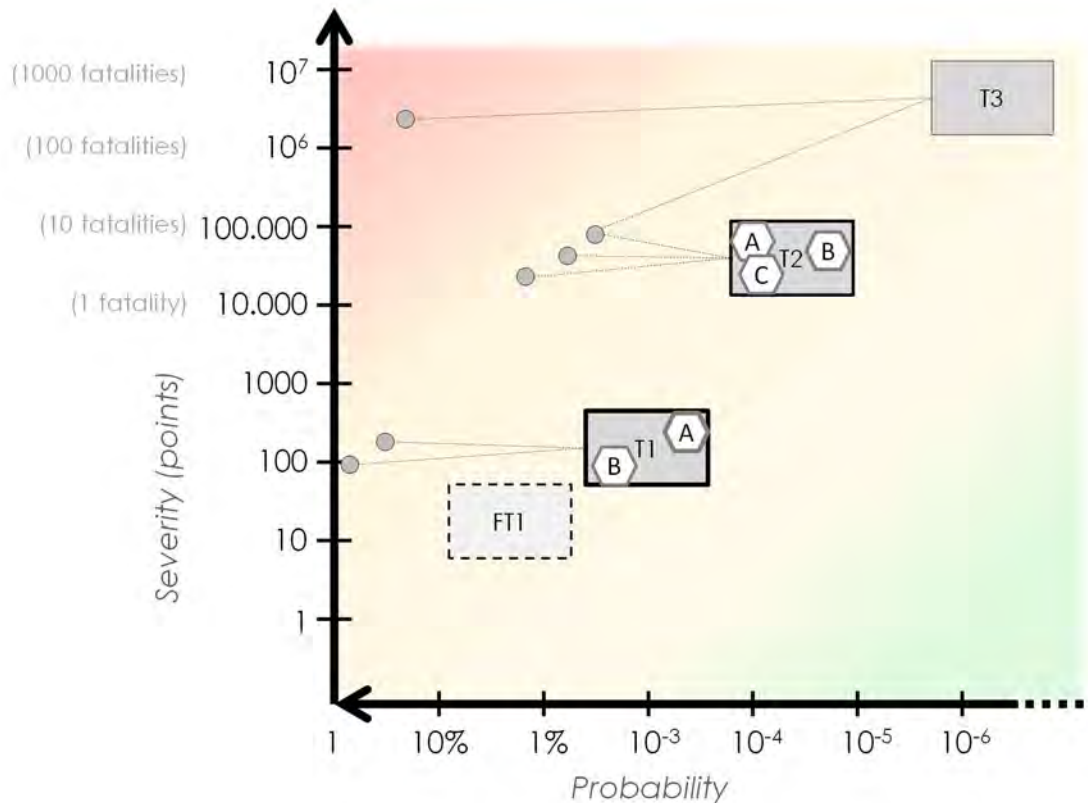 (1000 fatalities) 10⁷
T3
(100 fatalities) 10⁶
(10 fatalities) 100.000
A T2 B
C
(1 fatality) 10.000
1000
A
T1
B
100
FT1
10
1
Severity (points)
1 10% 1% 10⁻³ 10⁻⁴ 10⁻⁵ 10⁻⁶
Probability